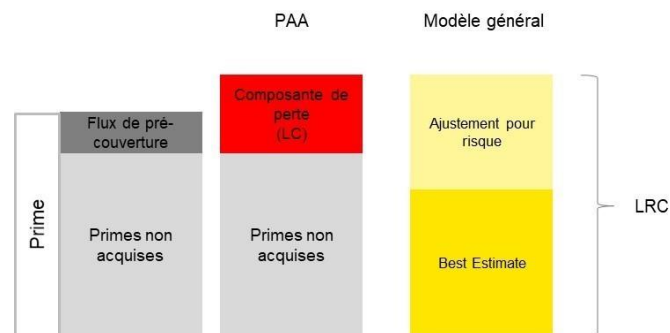 PAA
Modèle général
Prime
Flux de pré-
couverture
Primes non
acquises
Composante de
perte
(LC)
Primes non
acquises
Ajustement pour
risque
Best Estimate
LRC